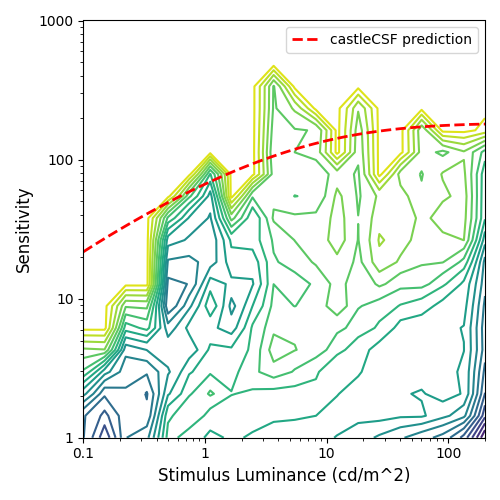 1000
castleCSF prediction
100
Sensitivity
10
1
0.1 1 10 100
Stimulus Luminance (cd/m^2)